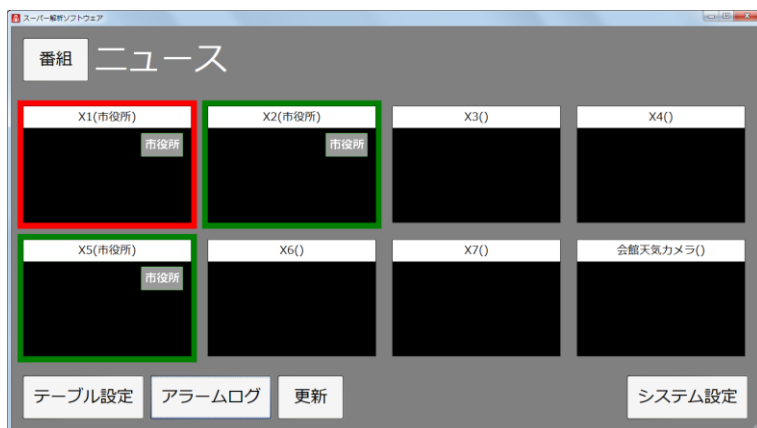 スーパー解析ソフトウェア
番組 ニュース
X1(市役所) X2(市役所) X3() X4()
市役所 市役所
X5(市役所) X6() X7() 会館天気カメラ()
市役所
テーブル設定 アラームログ 更新 システム設定